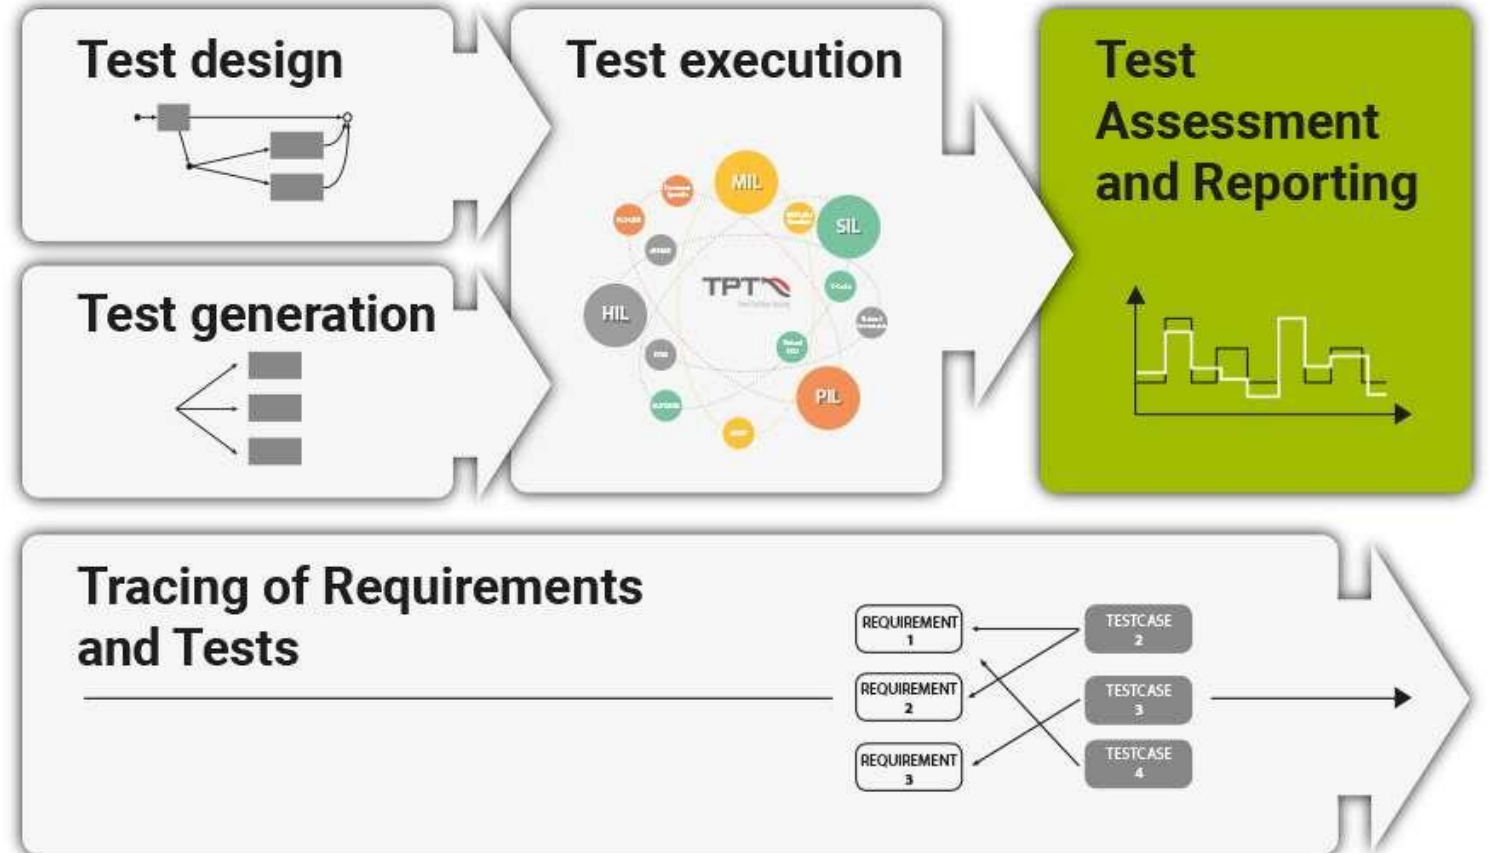 Test design
Test execution
Test
Assessment
and Reporting
Test generation
MIL
SIL
HIL
TPT
PIL
Tracing of Requirements
and Tests
REQUIREMENT
1
TESTCASE
2
REQUIREMENT
2
TESTCASE
3
REQUIREMENT
3
TESTCASE
4